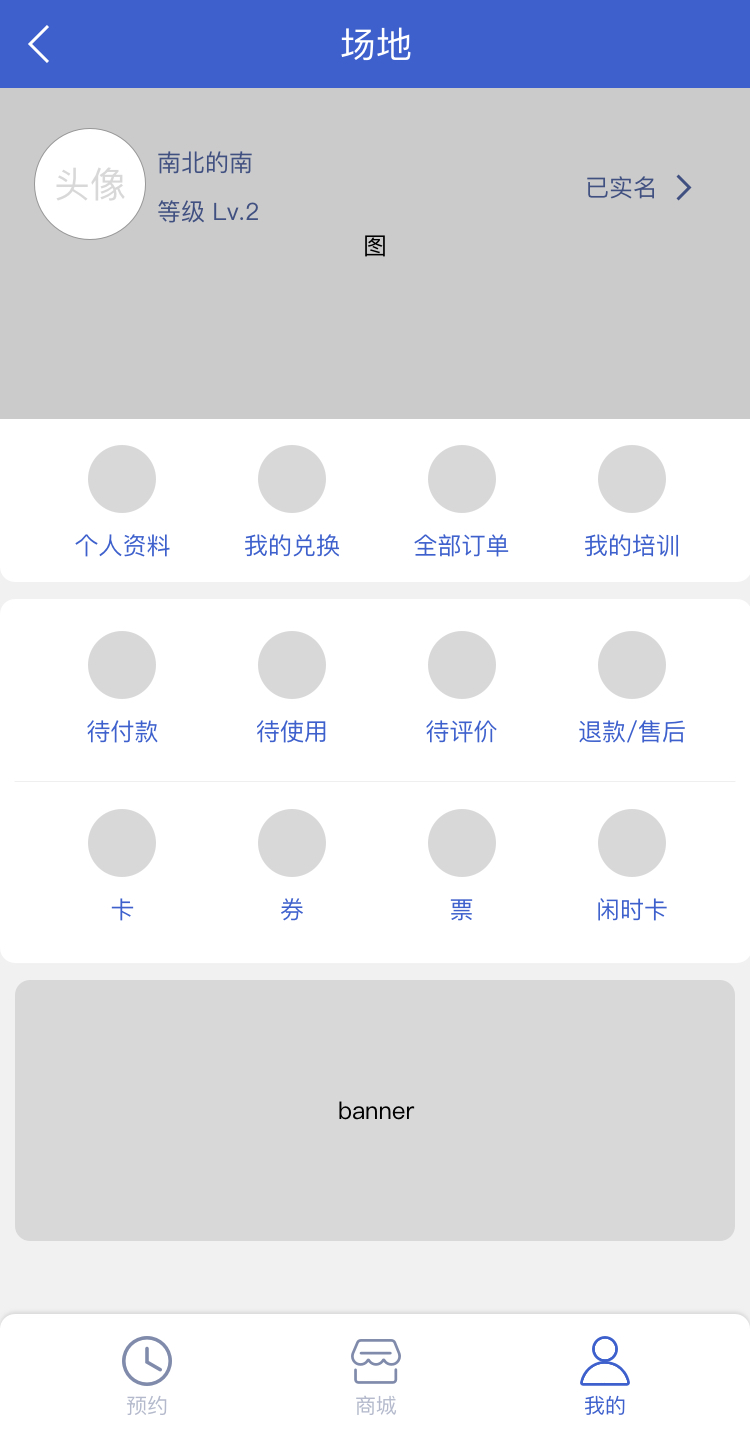 场地
头像
南北的南
等级 Lv.2
已实名
图
个人资料 我的兑换 全部订单 我的培训
待付款 待使用 待评价 退款/售后
卡 券 票 闲时卡
banner
预约 商城 我的